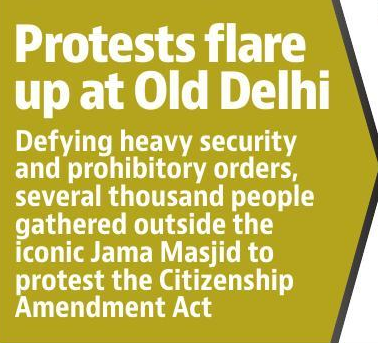 Protests flare
up at Old Delhi
Defying heavy security
and prohibitory orders,
several thousand people
gathered outside the
iconic Jama Masjid to
protest the Citizenship
Amendment Act